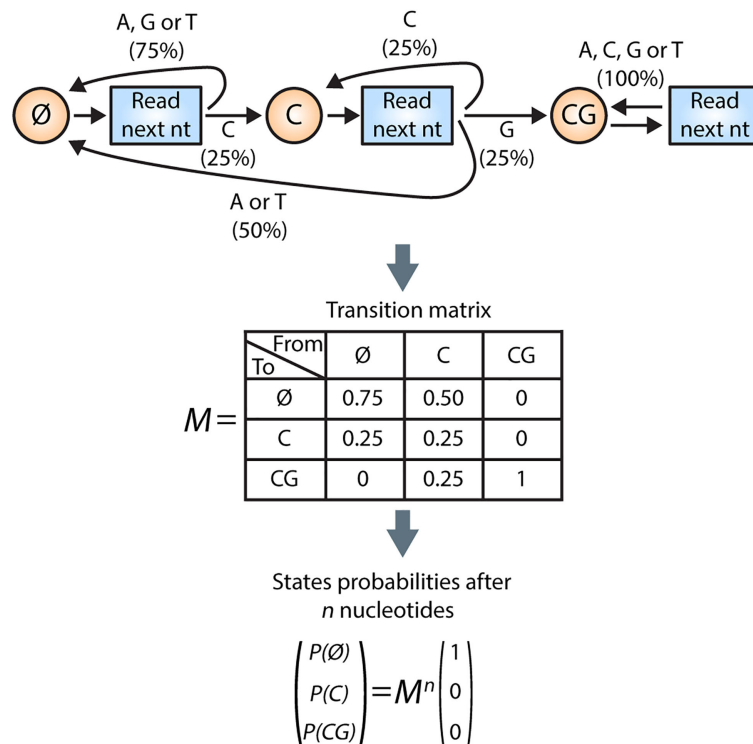 A, G or T
(75%)
C
(25%)
A, C, G or T
(100%)
Ø
Read
next nt
C
(25%)
C
Read
next nt
G
(25%)
CG
Read
next nt
A or T
(50%)
Transition matrix
From
To
Ø
C
CG
M=
Ø 0.75 0.50 0
C 0.25 0.25 0
CG 0 0.25 1
States probabilities after
n nucleotides
P(Ø) 1
P(C) =Mⁿ 0
P(CG) 0